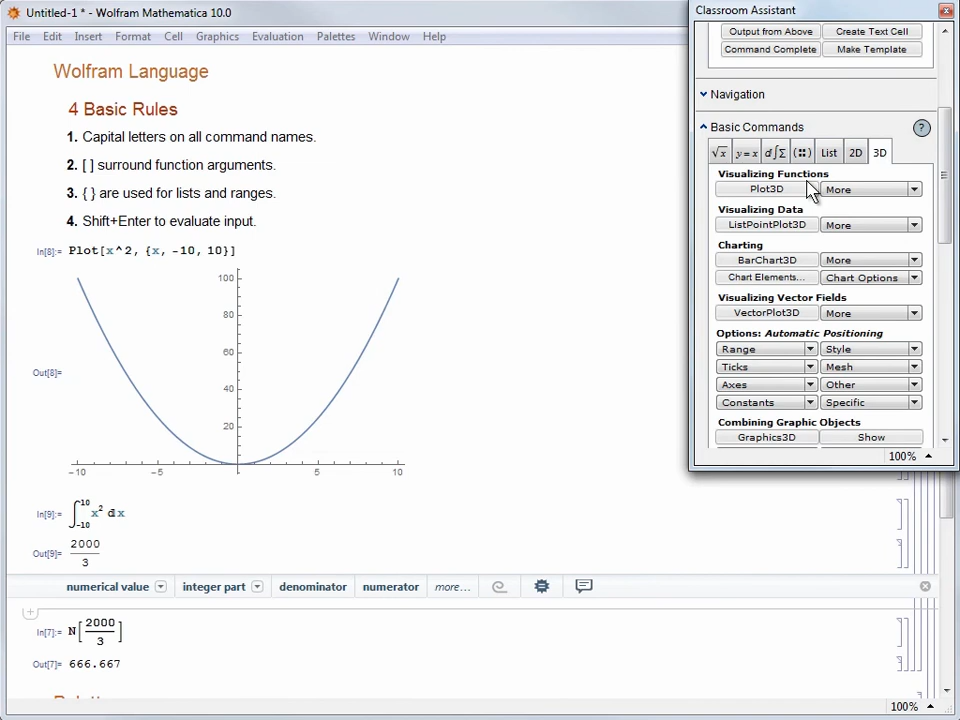 Untitled-1 * - Wolfram Mathematica 10.0
File Edit Insert Format Cell Graphics Evaluation Palettes Window Help
Wolfram Language
4 Basic Rules
1. Capital letters on all command names.
2. [ ] surround function arguments.
3. { } are used for lists and ranges.
4. Shift+Enter to evaluate input.
In[8]:= Plot[x^2, {x, -10, 10}]
Out[8]=
100
80
60
40
20
-10 -5 5 10
In[9]:= ∫_-10^10 x² ⅆx
Out[9]= 2000/3
numerical value integer part denominator numerator more...
In[7]:= N[2000/3]
Out[7]= 666.667
100%
Classroom Assistant
Output from Above Create Text Cell
Command Complete Make Template
Navigation
Basic Commands ?
√x y=x d∫Σ (::) List 2D 3D
Visualizing Functions
Plot3D More
Visualizing Data
ListPointPlot3D More
Charting
BarChart3D More
Chart Elements... Chart Options
Visualizing Vector Fields
VectorPlot3D More
Options: Automatic Positioning
Range Style
Ticks Mesh
Axes Other
Constants Specific
Combining Graphic Objects
Graphics3D Show
100%